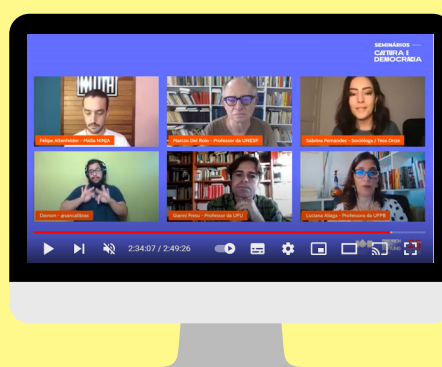 SEMINÁRIOS
CULTURA E
DEMOCRACIA
TRUTH
Felipe Altenfelder - Mídia NINJA
Marcos Del Roio - Professor da UNESP
Sabrina Fernandes - Socióloga / Tese Onze
Gianni Fresu - Professor da UFU
Luciana Aliaga - Professora da UFPB
2:34:07 / 2:49:26